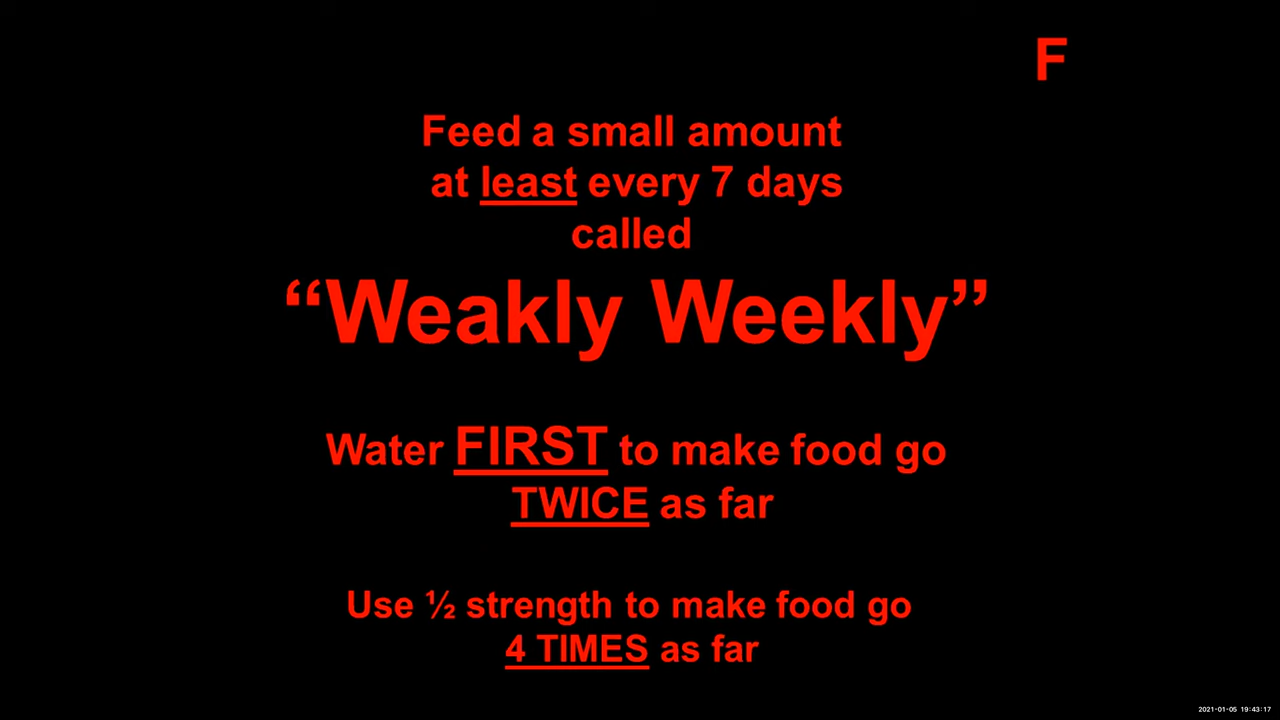 F
Feed a small amount
at least every 7 days
called
“Weakly Weekly”
Water FIRST to make food go
TWICE as far
Use ½ strength to make food go
4 TIMES as far
2021-01-05 19:43:17